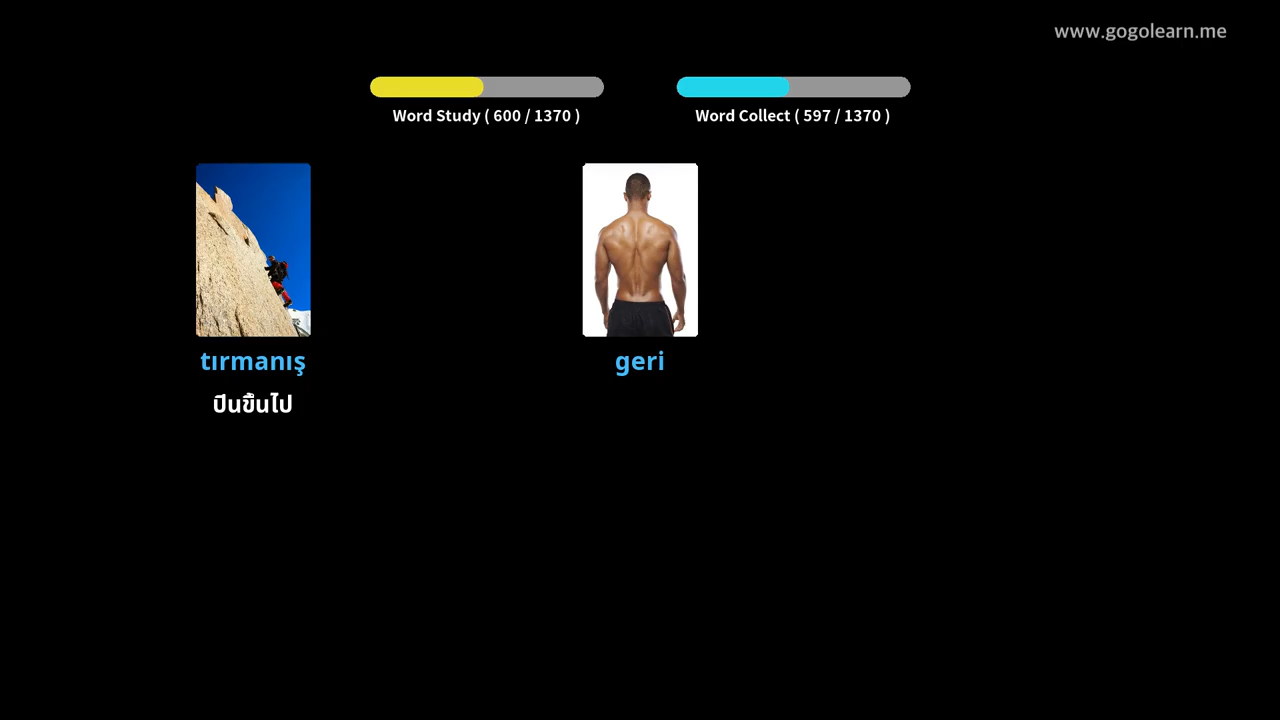 www.gogolearn.me
Word Study ( 600 / 1370 )
Word Collect ( 597 / 1370 )
tırmanış
geri
ปีนขึ้นไป